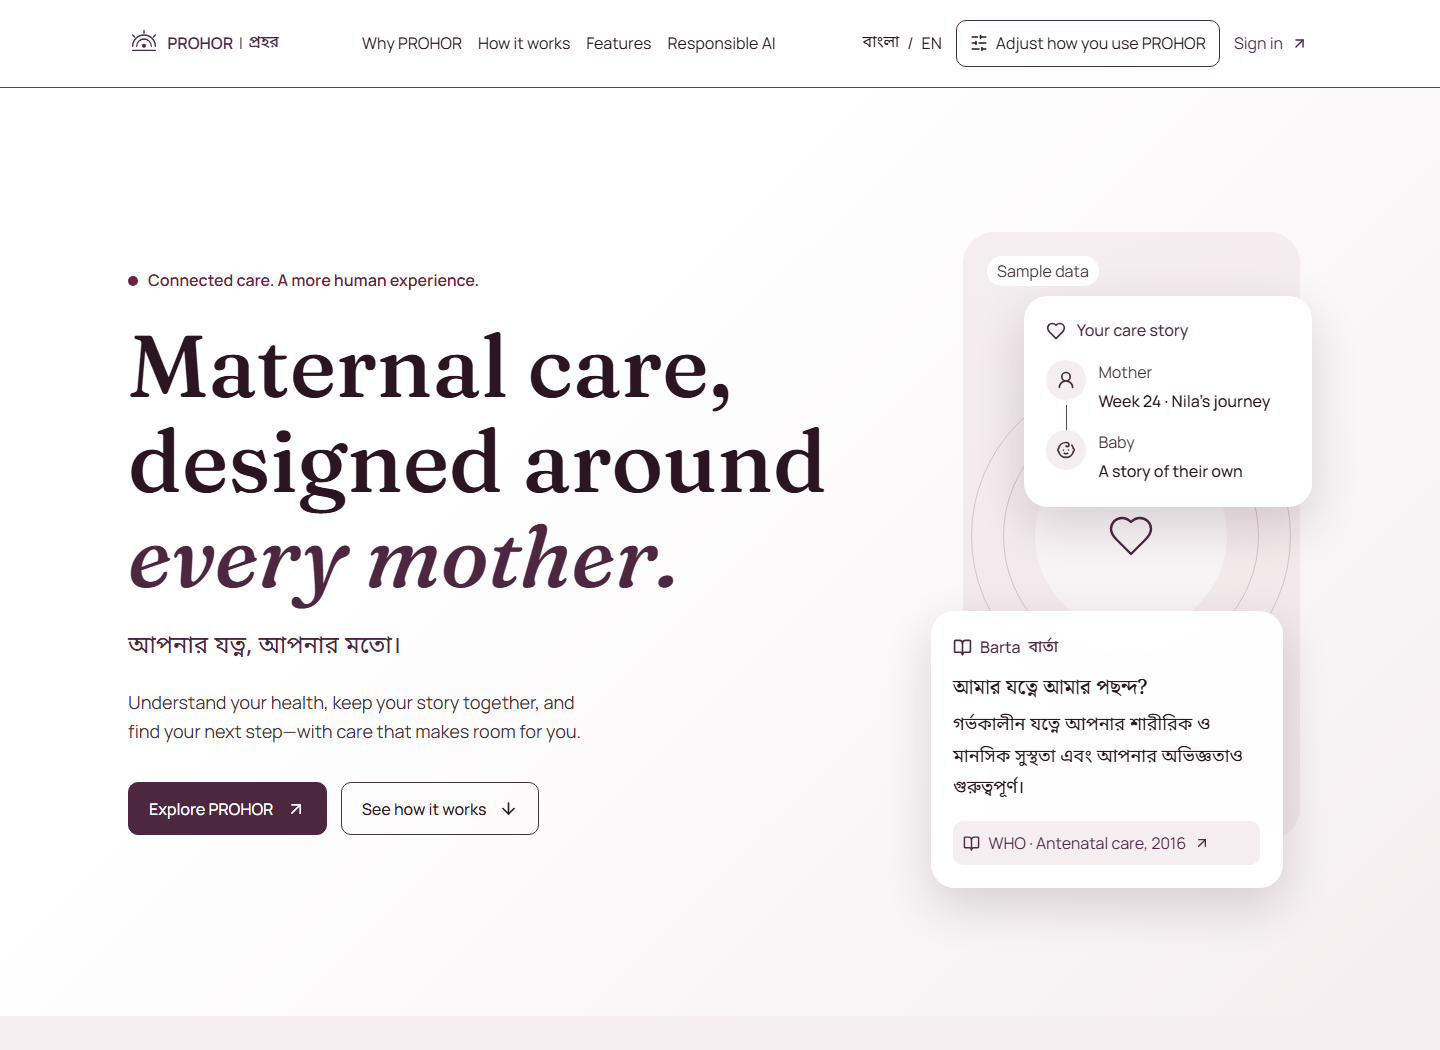 PROHOR | প্রহর
Why PROHOR
How it works
Features
Responsible AI
বাংলা / EN
Adjust how you use PROHOR
Sign in
Connected care. A more human experience.
Maternal care,
designed around
every mother.
আপনার যত্ন, আপনার মতো।
Understand your health, keep your story together, and
find your next step—with care that makes room for you.
Explore PROHOR
See how it works
Sample data
Your care story
Mother
Week 24 · Nila’s journey
Baby
A story of their own
Barta বার্তা
আমার যত্নে আমার পছন্দ?
গর্ভকালীন যত্নে আপনার শারীরিক ও
মানসিক সুস্থতা এবং আপনার অভিজ্ঞতাও
গুরুত্বপূর্ণ।
WHO · Antenatal care, 2016